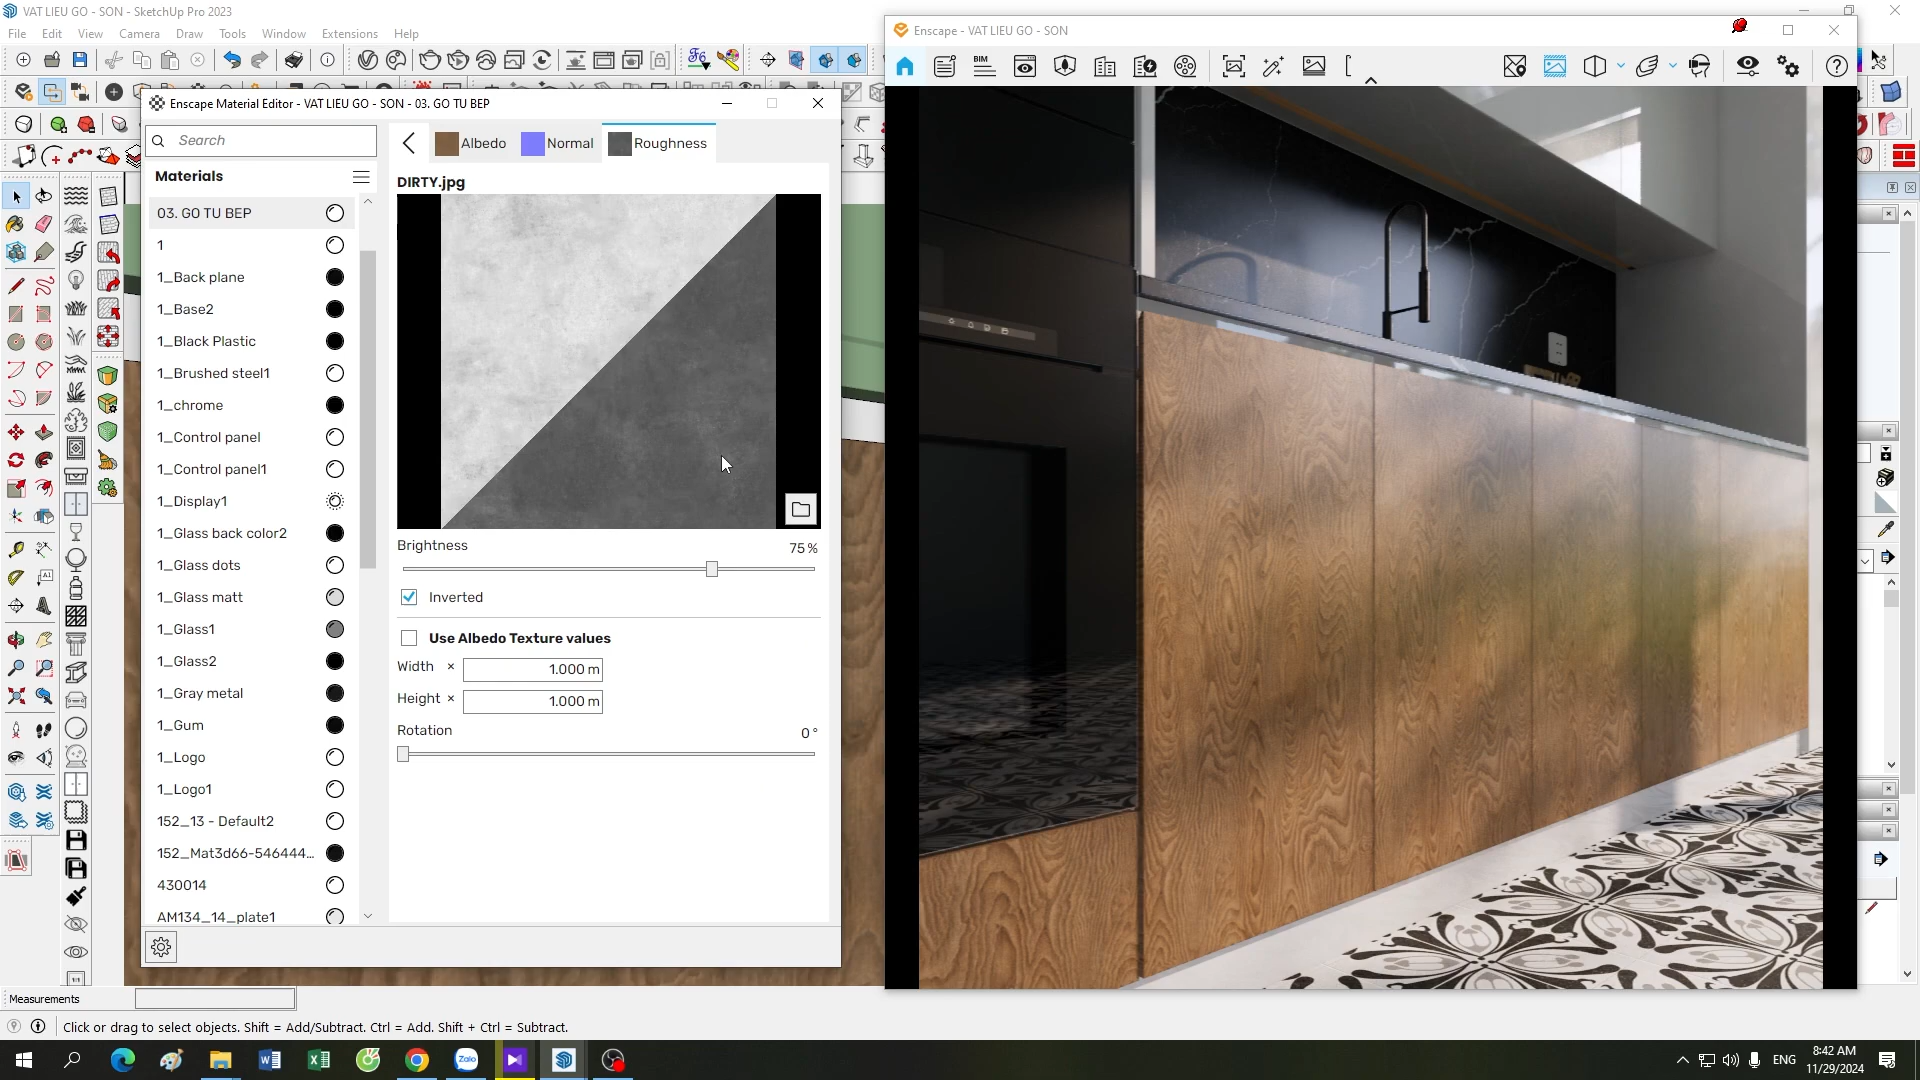 VAT LIEU GO - SON - SketchUp Pro 2023
File Edit View Camera Draw Tools Window Extensions Help
Enscape - VAT LIEU GO - SON
BIM
Enscape Material Editor - VAT LIEU GO - SON - 03. GO TU BEP
Search
Albedo Normal Roughness
Materials
DIRTY.jpg
03. GO TU BEP
1
1_Back plane
1_Base2
1_Black Plastic
1_Brushed steel1
1_chrome
1_Control panel
1_Control panel1
1_Display1
1_Glass back color2
1_Glass dots
1_Glass matt
1_Glass1
1_Glass2
1_Gray metal
1_Gum
1_Logo
1_Logo1
152_13 - Default2
152_Mat3d66-546444...
430014
AM134_14_plate1
Brightness
75 %
Inverted
Use Albedo Texture values
Width × 1.000 m
Height × 1.000 m
Rotation
0 °
Measurements
Click or drag to select objects. Shift = Add/Subtract. Ctrl = Add. Shift + Ctrl = Subtract.
Zalo
ENG
8:42 AM
11/29/2024